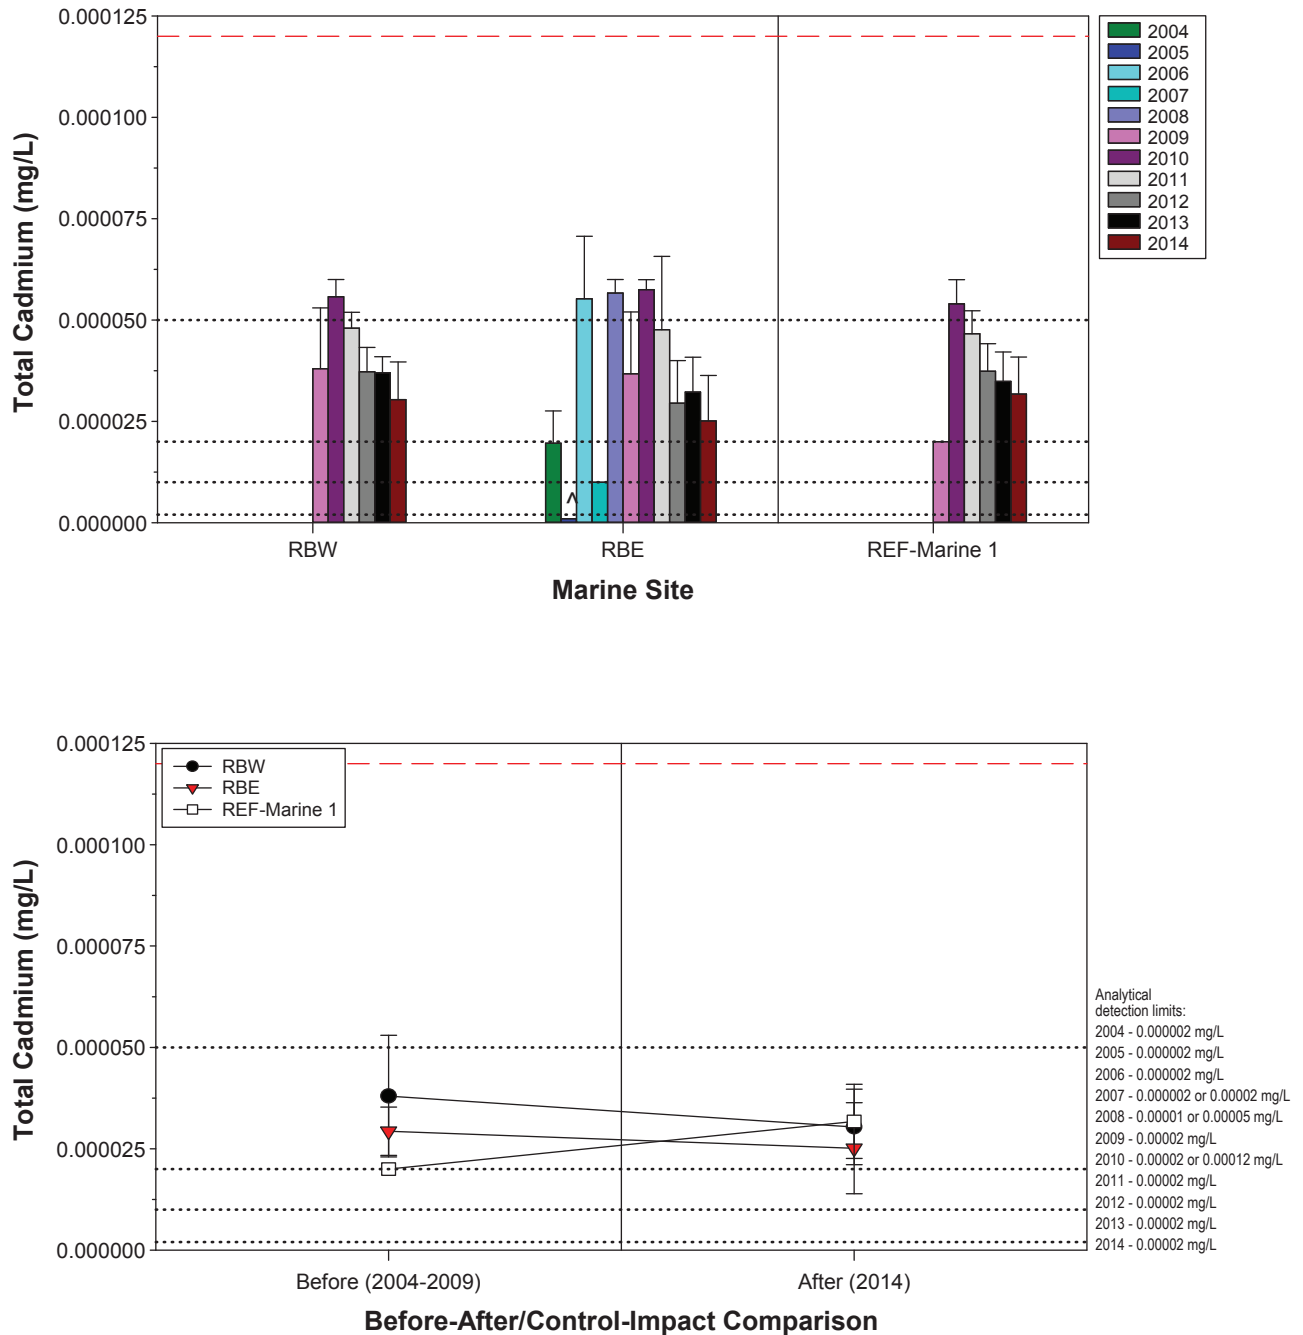 0.000125
0.000100
0.000075
0.000050
0.000025
0.000000
Total Cadmium (mg/L)
^
RBW
RBE
REF-Marine 1
Marine Site
2004
2005
2006
2007
2008
2009
2010
2011
2012
2013
2014
0.000125
0.000100
0.000075
0.000050
0.000025
0.000000
Total Cadmium (mg/L)
RBW
RBE
REF-Marine 1
Before (2004-2009)
After (2014)
Before-After/Control-Impact Comparison
Analytical
detection limits:
2004 - 0.000002 mg/L
2005 - 0.000002 mg/L
2006 - 0.000002 mg/L
2007 - 0.000002 or 0.00002 mg/L
2008 - 0.00001 or 0.00005 mg/L
2009 - 0.00002 mg/L
2010 - 0.00002 or 0.00012 mg/L
2011 - 0.00002 mg/L
2012 - 0.00002 mg/L
2013 - 0.00002 mg/L
2014 - 0.00002 mg/L